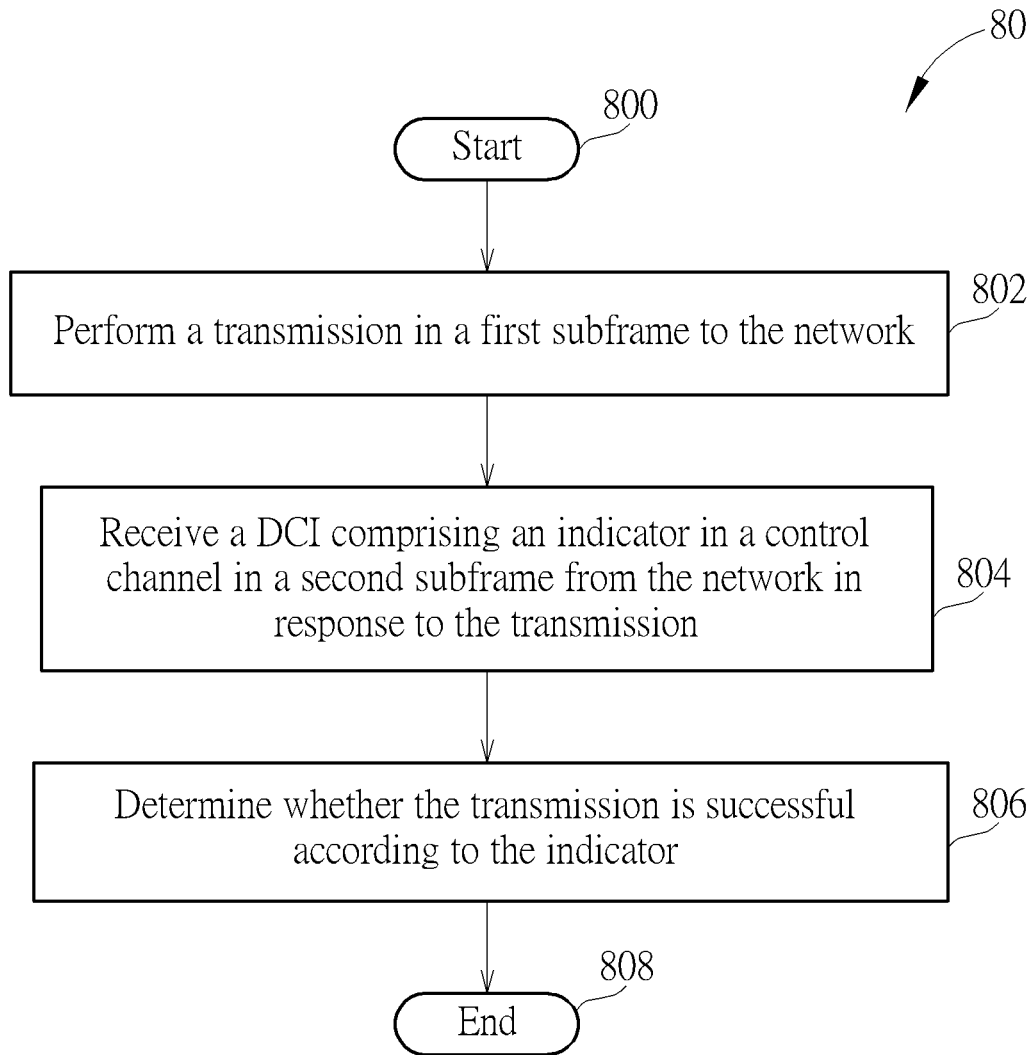 80
800
Start
802
Perform a transmission in a first subframe to the network
Receive a DCI comprising an indicator in a control
channel in a second subframe from the network in
response to the transmission
804
Determine whether the transmission is successful
according to the indicator
806
808
End